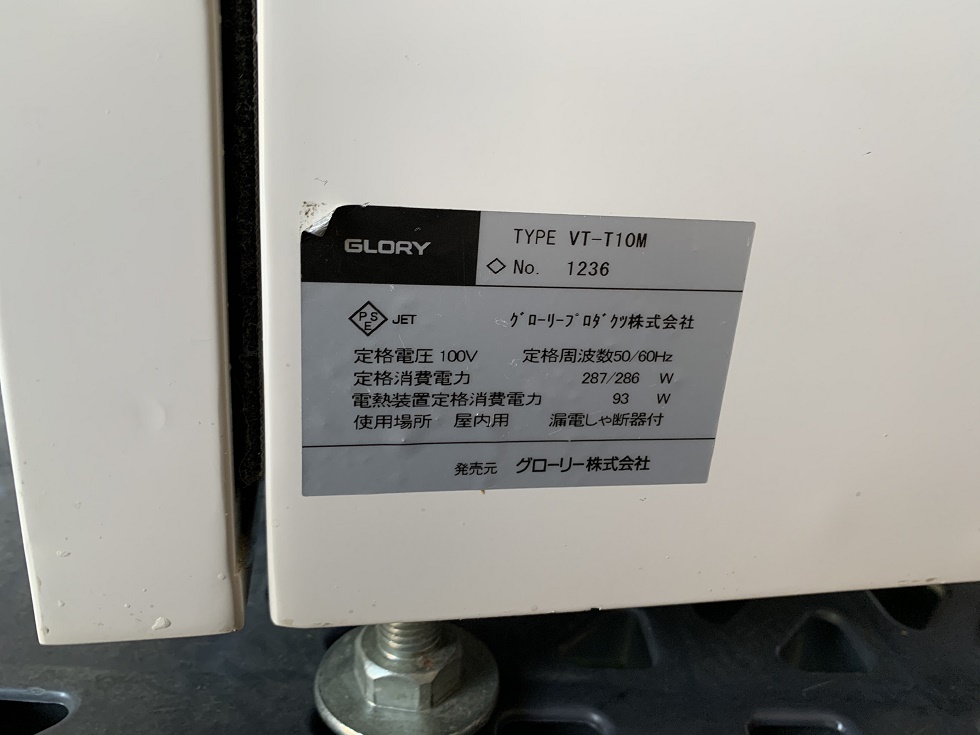 GLORY
TYPE VT-T10M
◇ No. 1236
PSE JET グローリープロダクツ株式会社
定格電圧 100V 定格周波数50/60Hz
定格消費電力 287/286 W
電熱装置定格消費電力 93 W
使用場所 屋内用 漏電しゃ断器付
発売元 グローリー株式会社